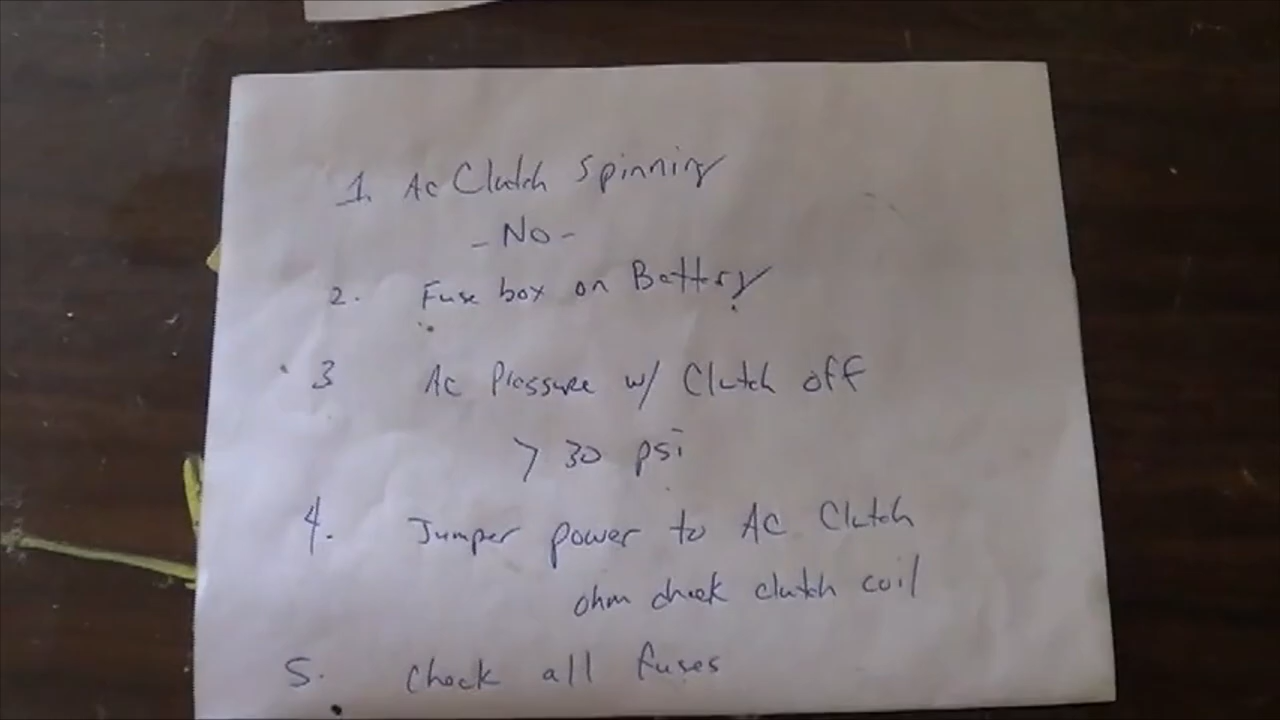 1. Ac Clutch Spinning
- No -
2. Fuse box on Battery
3 Ac Pressure w/ Clutch off
> 30 psi
4. Jumper power to AC Clutch
ohm check clutch coil
5. Check all fuses